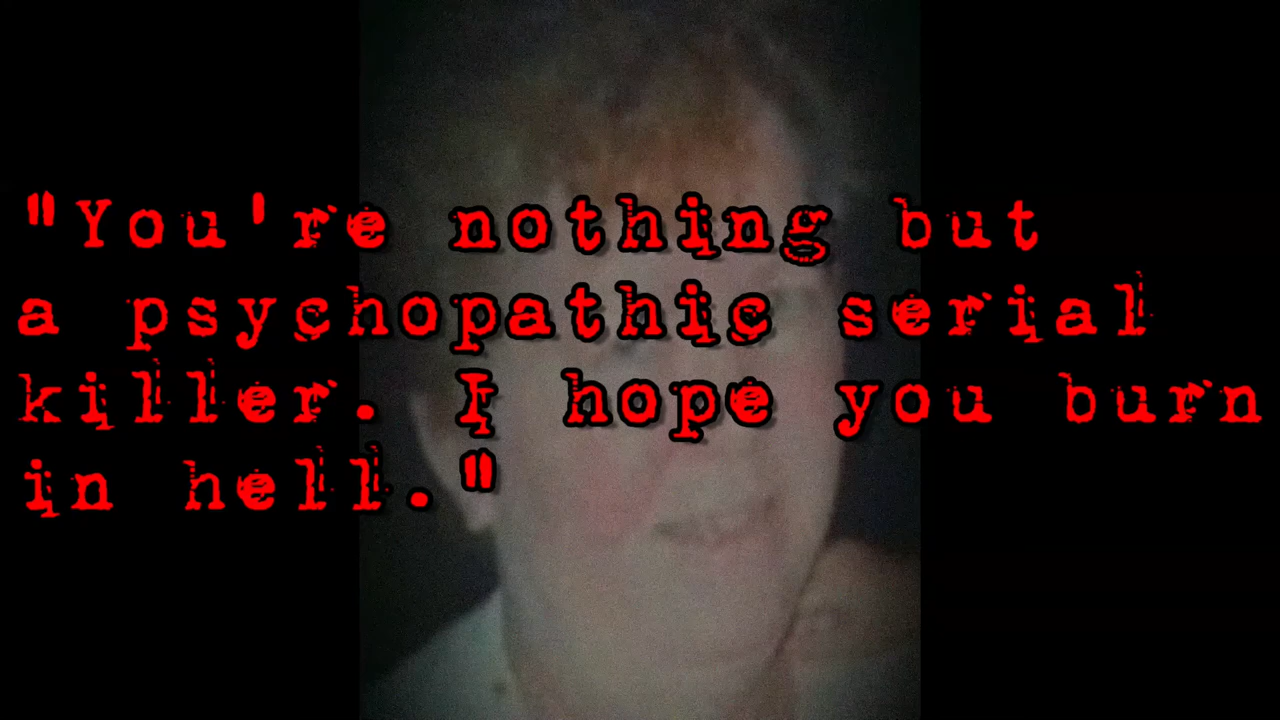 "You're nothing but
a psychopathic serial
killer. I hope you burn
in hell."